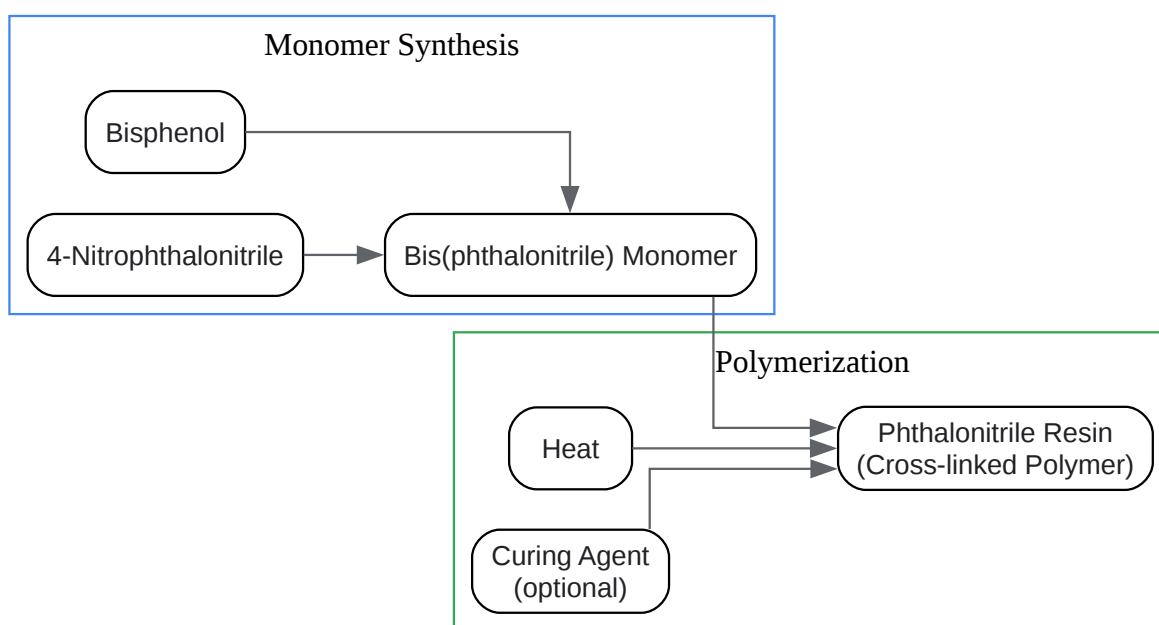 Monomer Synthesis
Bisphenol
4-Nitrophthalonitrile
Bis(phthalonitrile) Monomer
Polymerization
Heat
Phthalonitrile Resin
(Cross-linked Polymer)
Curing Agent
(optional)